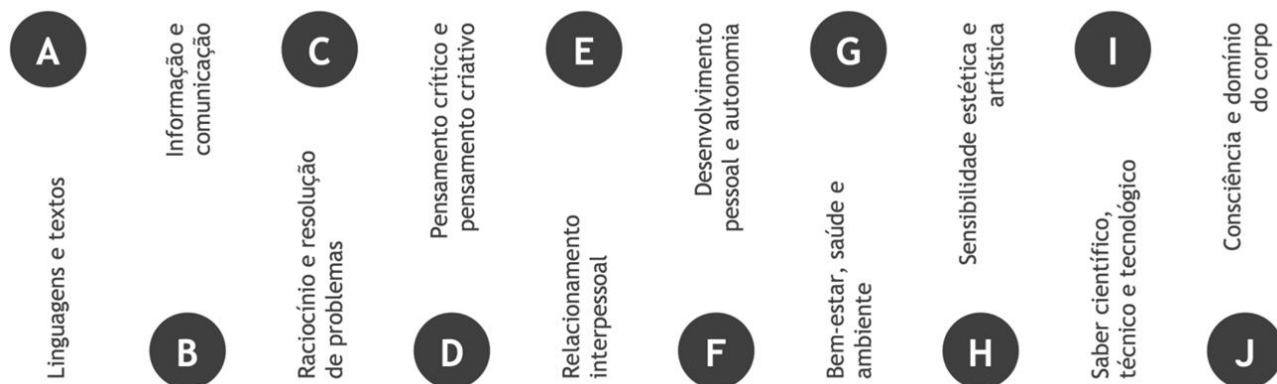 A
Linguagens e textos
B
Informação e
comunicação
C
Raciocínio e resolução
de problemas
D
Pensamento crítico e
pensamento criativo
E
Relacionamento
interpessoal
F
Desenvolvimento
pessoal e autonomia
G
Bem-estar, saúde e
ambiente
H
Sensibilidade estética e
artística
I
Saber científico,
técnico e tecnológico
J
Consciência e domínio
do corpo